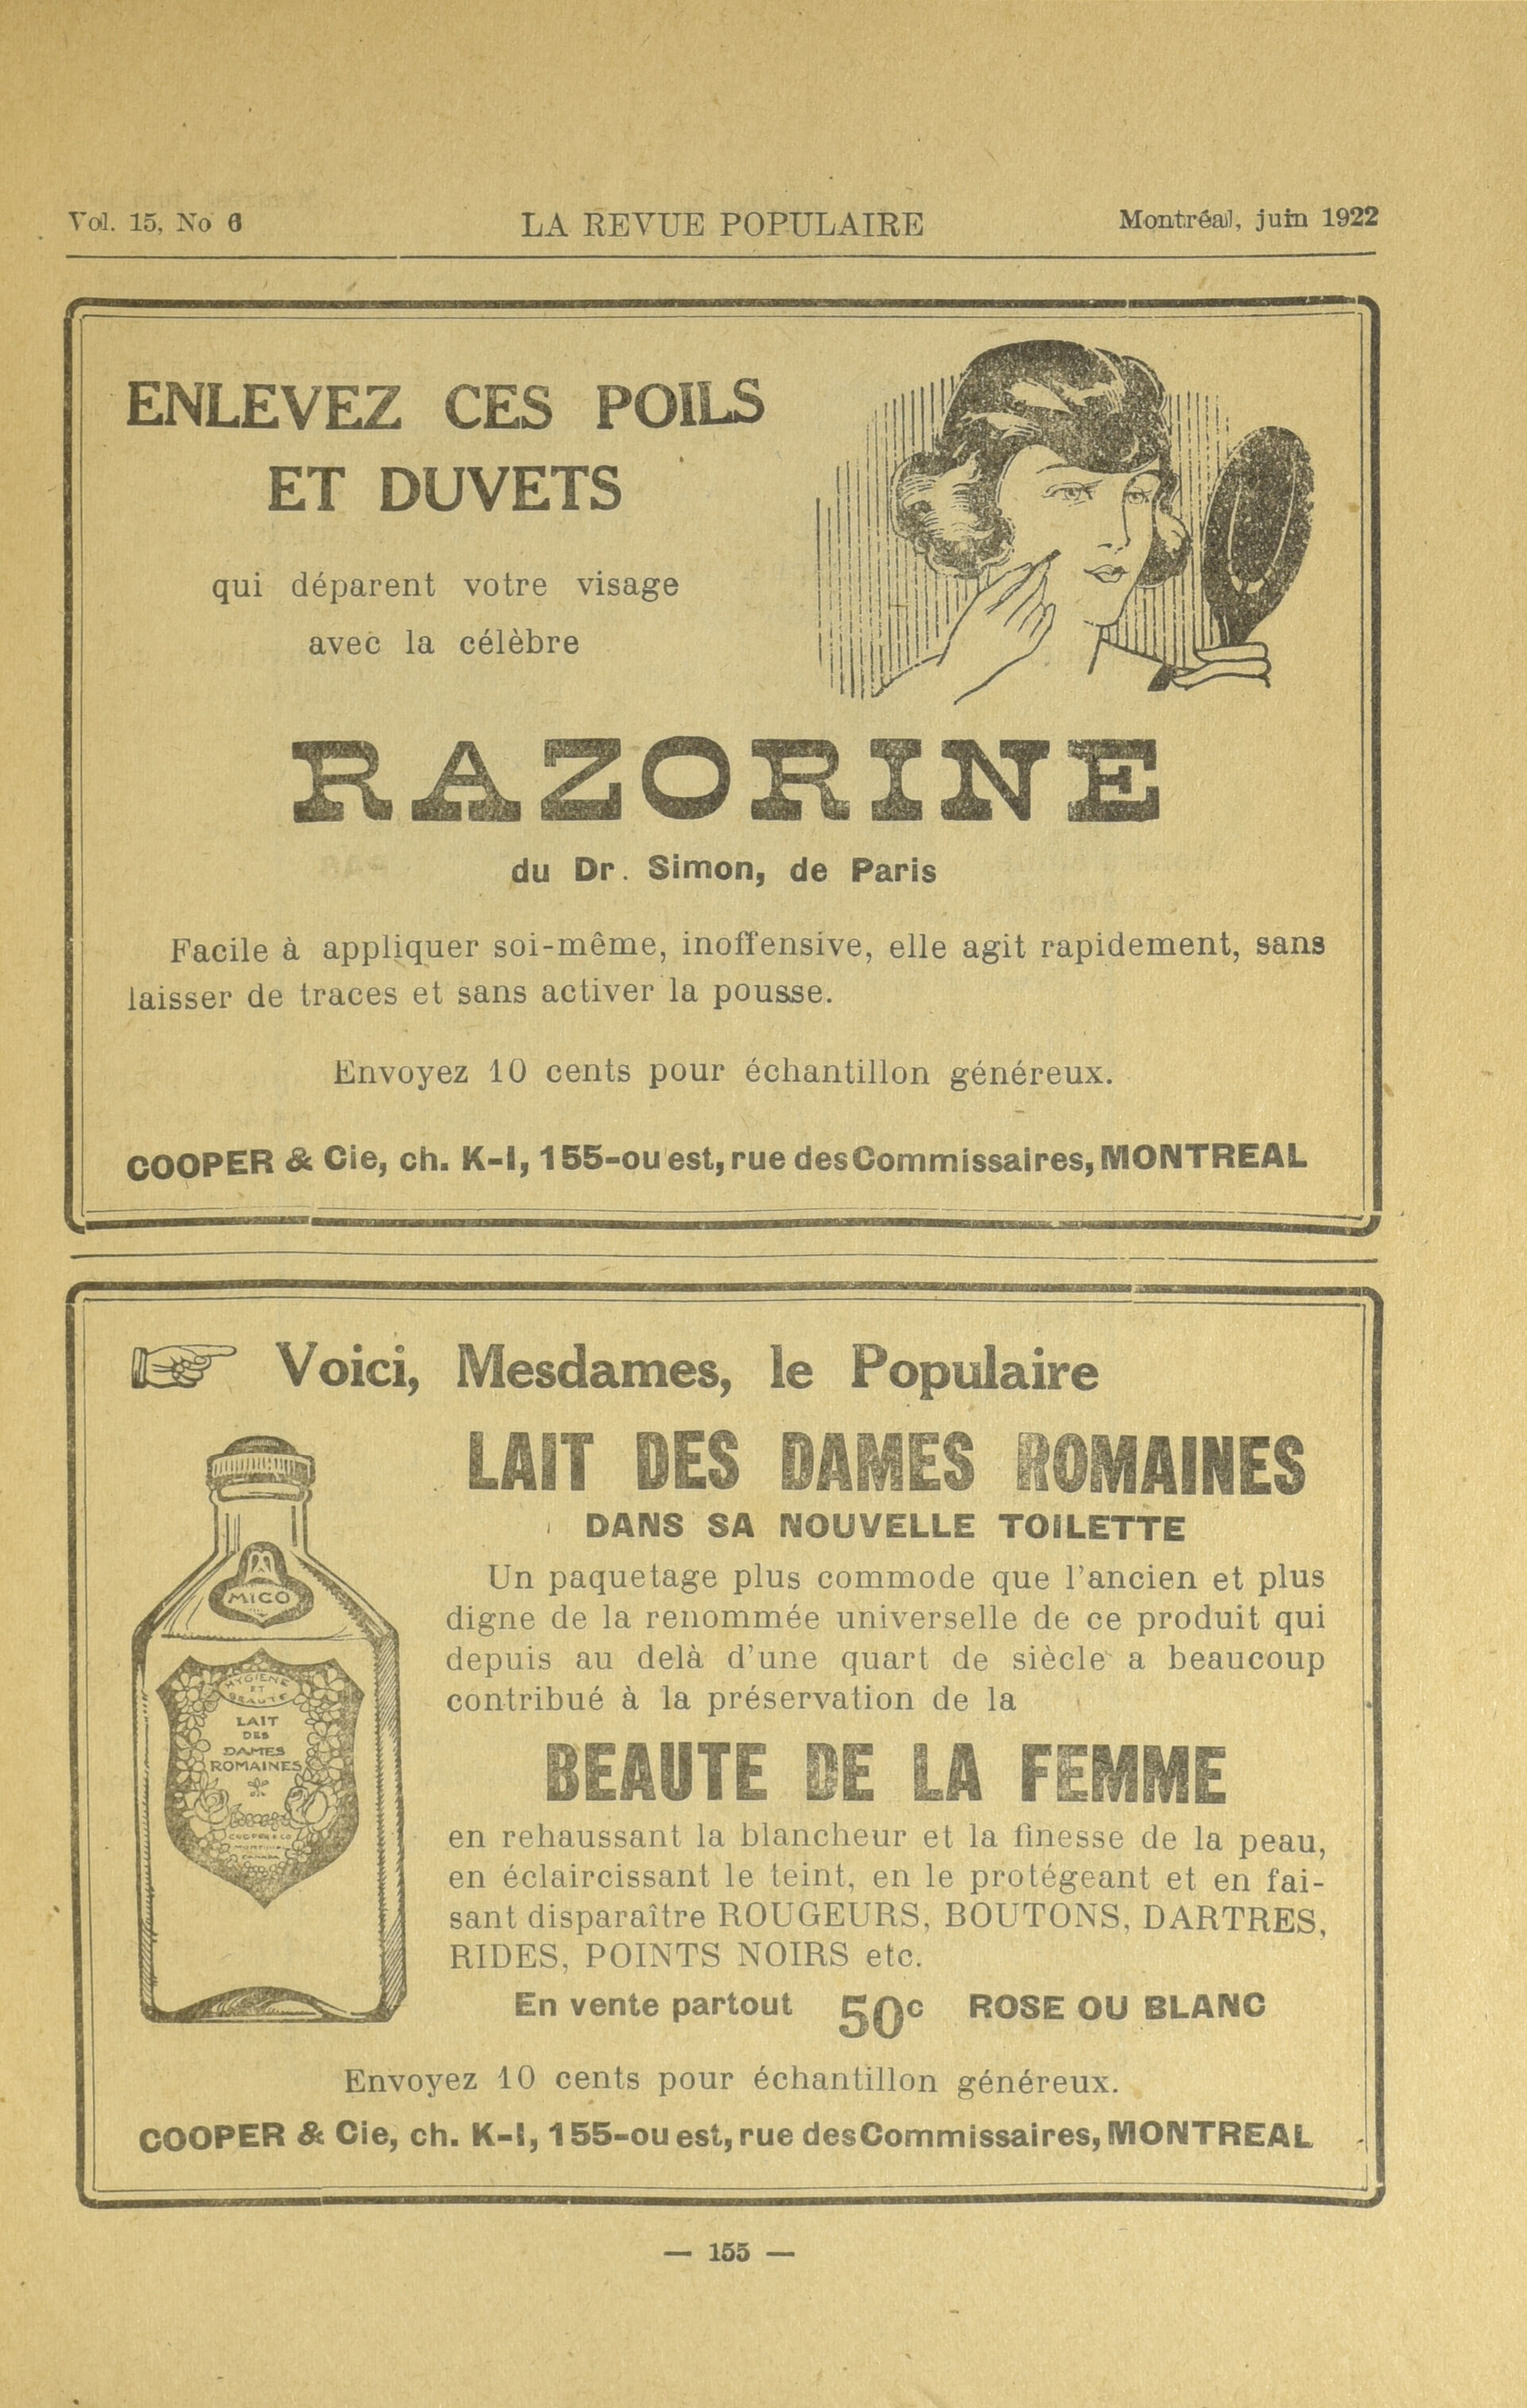 Vol. 15, No 6 LA REVUE POPULAIRE Montréal, juin 1922
ENLEVEZ CES POILS
ET DUVETS
qui déparent votre visage
avec la célèbre
RAZORINE
du Dr. Simon, de Paris
Facile à appliquer soi-même, inoffensive, elle agit rapidement, sans
laisser de traces et sans activer la pousse.
Envoyez 10 cents pour échantillon généreux.
COOPER & Cie, ch. K-I, 155-ouest, rue des Commissaires, MONTREAL
Voici, Mesdames, le Populaire
LAIT DES DAMES ROMAINES
DANS SA NOUVELLE TOILETTE
Un paquetage plus commode que l'ancien et plus
digne de la renommée universelle de ce produit qui
depuis au delà d'une quart de siècle a beaucoup
contribué à la préservation de la
BEAUTE DE LA FEMME
en rehaussant la blancheur et la finesse de la peau,
en éclaircissant le teint, en le protégeant et en fai-
sant disparaître ROUGEURS, BOUTONS, DARTRES,
RIDES, POINTS NOIRS etc.
En vente partout 50c ROSE OU BLANC
MICO
HYGIENE
ET
BEAUTE
LAIT
DES
DAMES
ROMAINES
COOPER & CO
MONTREAL
CANADA
Envoyez 10 cents pour échantillon généreux.
COOPER & Cie, ch. K-I, 155-ouest, rue des Commissaires, MONTREAL
— 155 —